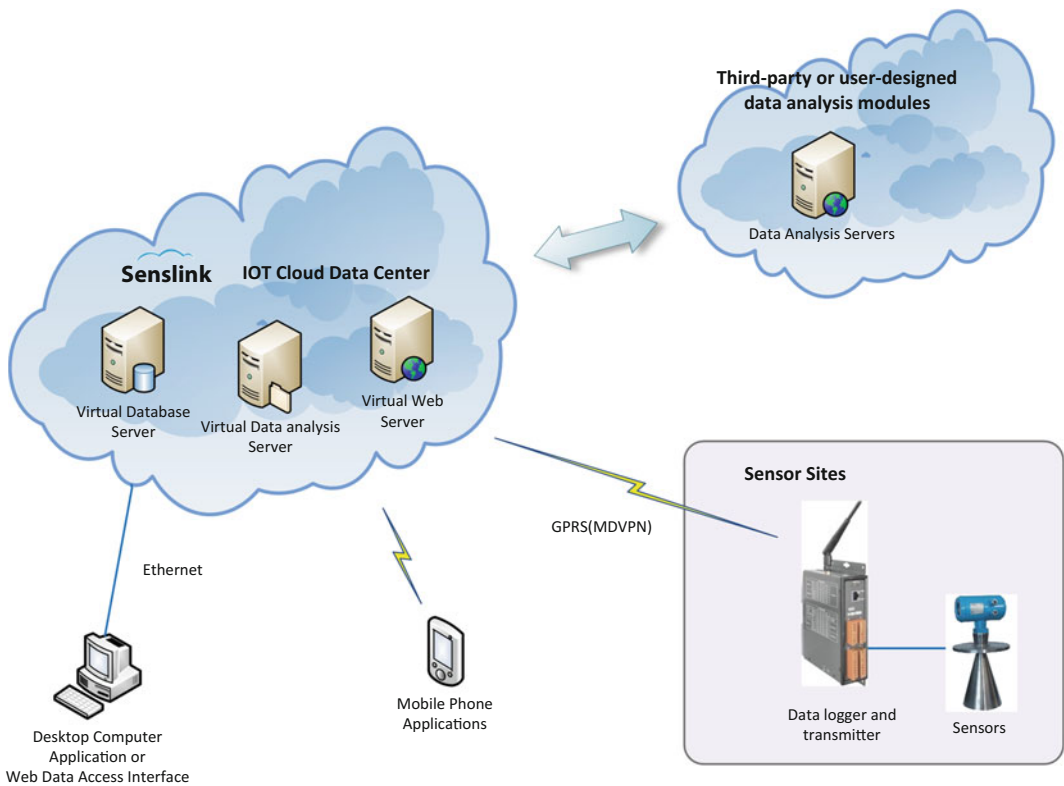 Third-party or user-designed
data analysis modules
Data Analysis Servers
Senslink
IOT Cloud Data Center
Virtual Database
Server
Virtual Data analysis
Server
Virtual Web
Server
Ethernet
GPRS(MDVPN)
Sensor Sites
Data logger and
transmitter
Sensors
Mobile Phone
Applications
Desktop Computer
Application or
Web Data Access Interface